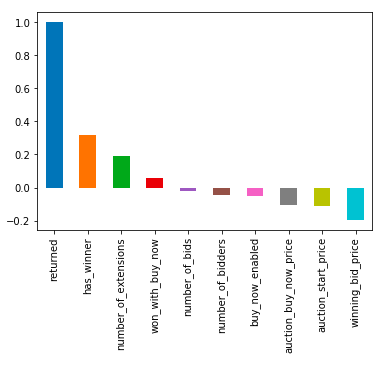 1.0
0.8
0.6
0.4
0.2
0.0
−0.2
returned
has_winner
number_of_extensions
won_with_buy_now
number_of_bids
number_of_bidders
buy_now_enabled
auction_buy_now_price
auction_start_price
winning_bid_price